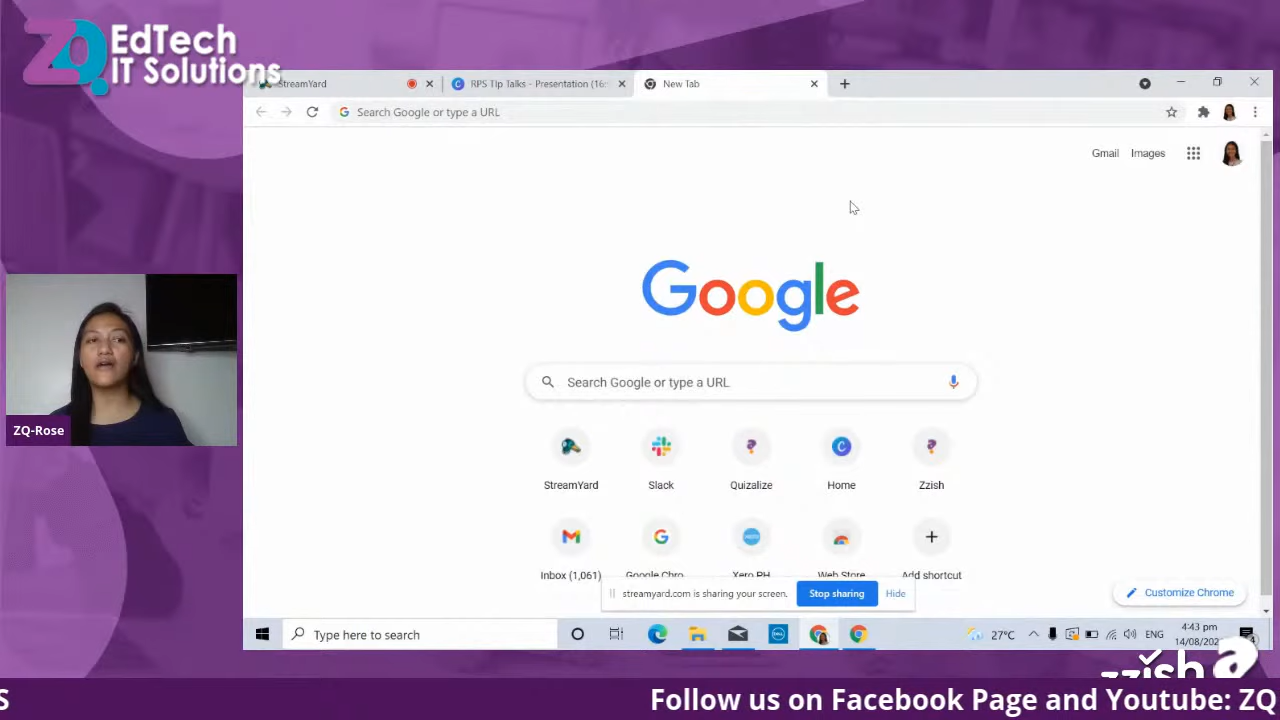 ZQ EdTech
IT Solutions
StreamYard
RPS Tip Talks - Presentation (16:
New Tab
Search Google or type a URL
Gmail Images
Google
Search Google or type a URL
StreamYard Slack Quizalize Home Zzish
Inbox (1,061) Google Chro... Xero PH Web Store Add shortcut
streamyard.com is sharing your screen. Stop sharing Hide
Customize Chrome
ZQ-Rose
Type here to search
27°C ENG 4:43 pm
14/08/20
zzish
S Follow us on Facebook Page and Youtube: ZQ